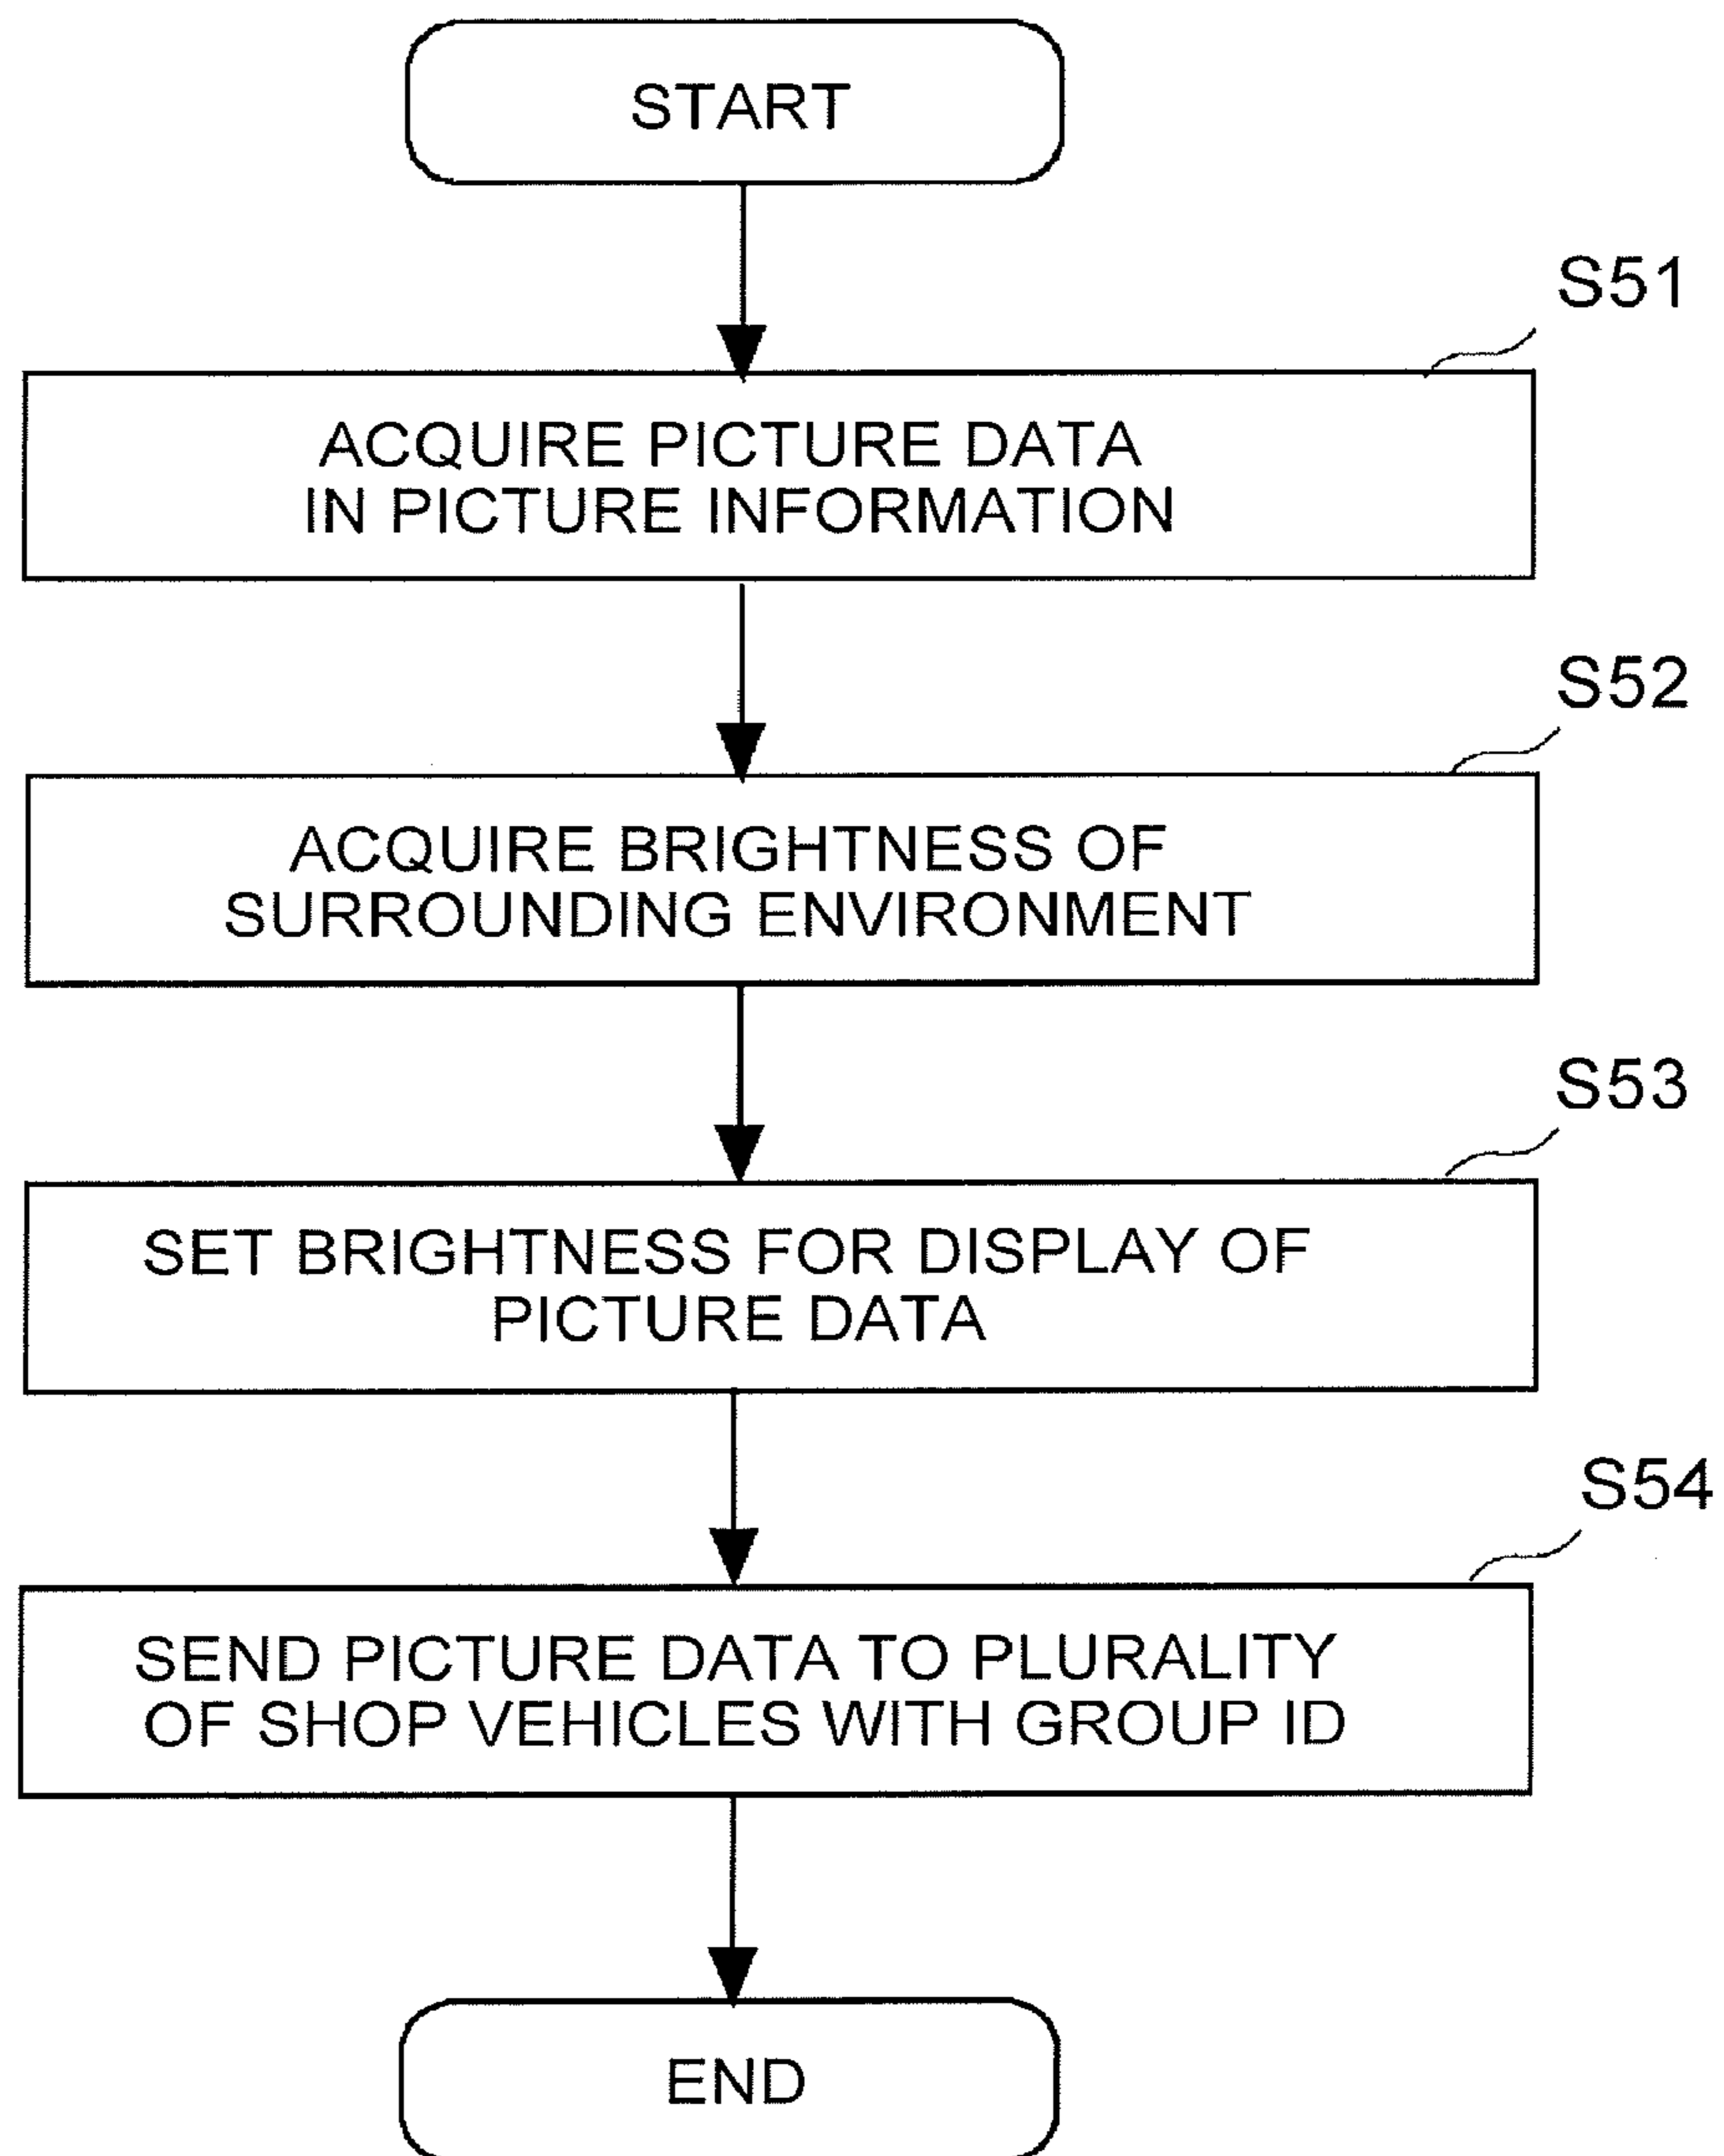 START
S51
ACQUIRE PICTURE DATA
IN PICTURE INFORMATION
S52
ACQUIRE BRIGHTNESS OF
SURROUNDING ENVIRONMENT
S53
SET BRIGHTNESS FOR DISPLAY OF
PICTURE DATA
S54
SEND PICTURE DATA TO PLURALITY
OF SHOP VEHICLES WITH GROUP ID
END